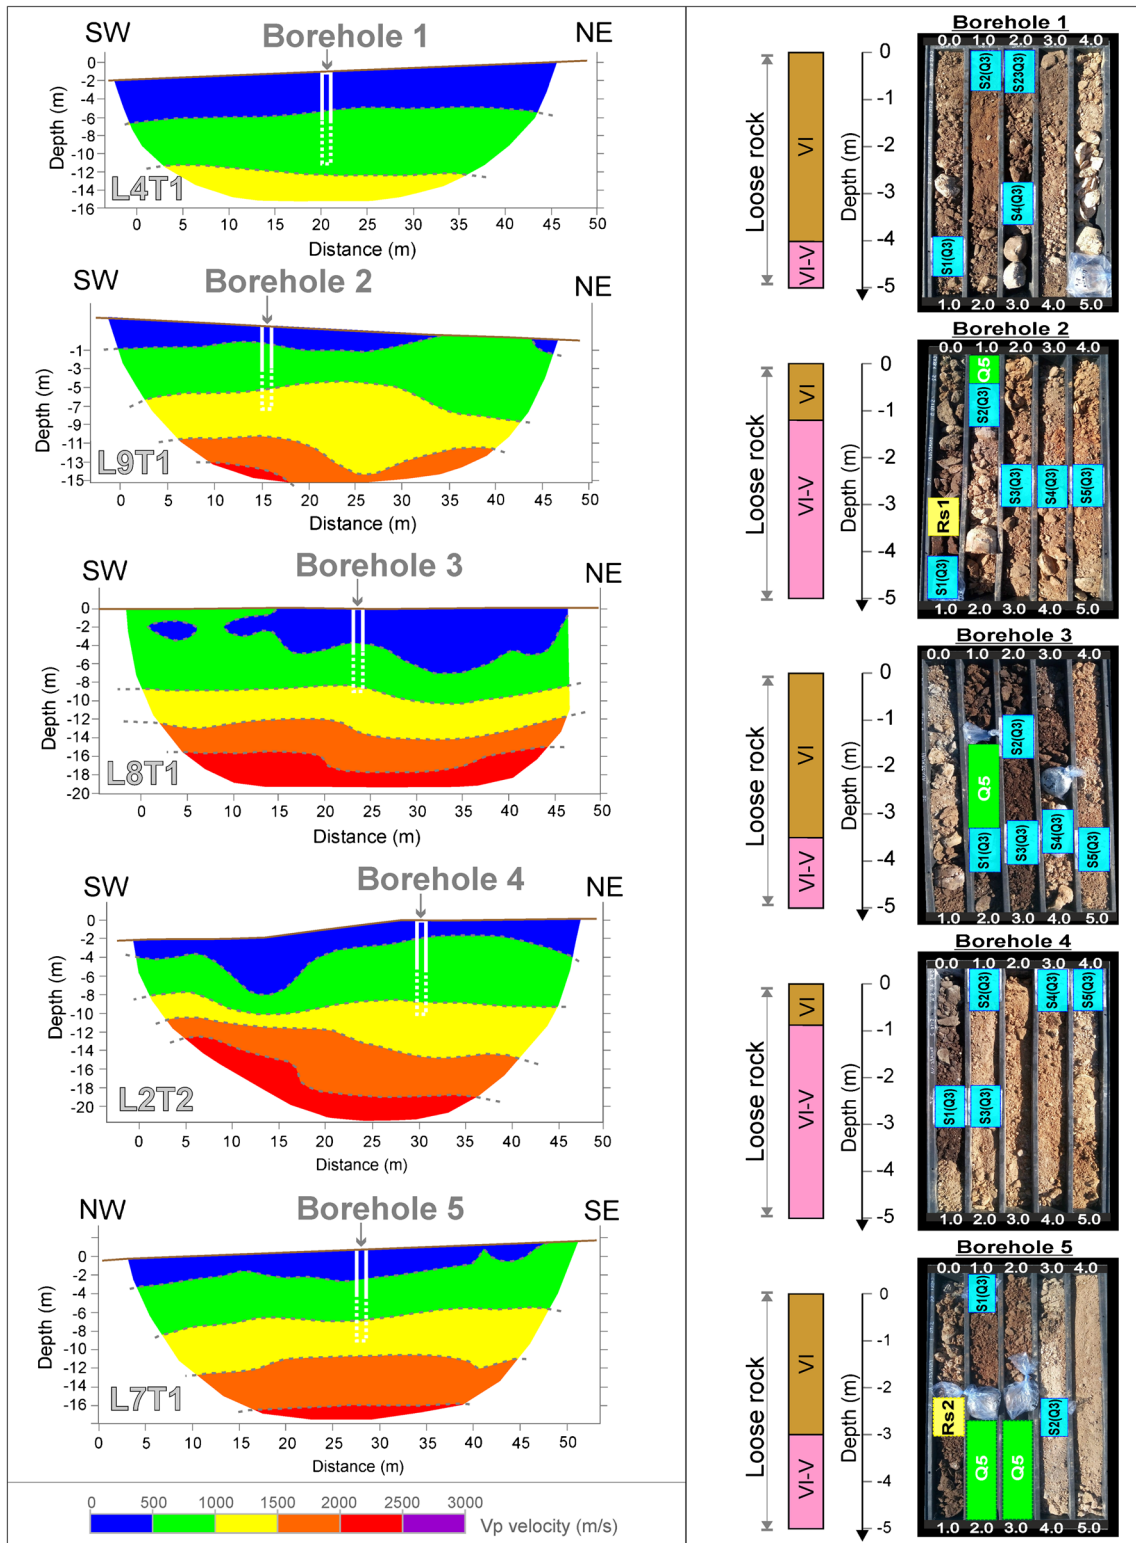 SW Borehole 1 NE
Depth (m)
0
-2
-4
-6
-8
-10
-12
-14
-16
L4T1
0 5 10 15 20 25 30 35 40 45 50
Distance (m)
SW Borehole 2 NE
Depth (m)
-1
-3
-5
-7
-9
-11
-13
-15
L9T1
0 5 10 15 20 25 30 35 40 45 50
Distance (m)
SW Borehole 3 NE
Depth (m)
0
-2
-4
-6
-8
-10
-12
-14
-16
-18
-20
L8T1
0 5 10 15 20 25 30 35 40 45 50
Distance (m)
SW Borehole 4 NE
Depth (m)
0
-2
-4
-6
-8
-10
-12
-14
-16
-18
-20
L2T2
0 5 10 15 20 25 30 35 40 45 50
Distance (m)
NW Borehole 5 SE
Depth (m)
0
-2
-4
-6
-8
-10
-12
-14
-16
L7T1
0 5 10 15 20 25 30 35 40 45 50
Distance (m)
0 500 1000 1500 2000 2500 3000
Vp velocity (m/s)
Borehole 1
Loose rock
VI
VI-V
Depth (m)
0
-1
-2
-3
-4
-5
0.0 1.0 2.0 3.0 4.0
S2(Q3) S23Q3)
S4(Q3)
S1(Q3)
1.0 2.0 3.0 4.0 5.0
Borehole 2
Loose rock
VI
VI-V
Depth (m)
0
-1
-2
-3
-4
-5
0.0 1.0 2.0 3.0 4.0
Q5
S2(Q3)
S3(Q3) S4(Q3) S5(Q3)
Rs1
S1(Q3)
1.0 2.0 3.0 4.0 5.0
Borehole 3
Loose rock
VI
VI-V
Depth (m)
0
-1
-2
-3
-4
-5
0.0 1.0 2.0 3.0 4.0
S2(Q3)
Q5
S1(Q3) S3(Q3) S4(Q3) S5(Q3)
1.0 2.0 3.0 4.0 5.0
Borehole 4
Loose rock
VI
VI-V
Depth (m)
0
-1
-2
-3
-4
-5
0.0 1.0 2.0 3.0 4.0
S2(Q3) S4(Q3) S5(Q3)
S1(Q3) S3(Q3)
1.0 2.0 3.0 4.0 5.0
Borehole 5
Loose rock
VI
VI-V
Depth (m)
0
-1
-2
-3
-4
-5
0.0 1.0 2.0 3.0 4.0
S1(Q3)
Rs2 S2(Q3)
Q5 Q5
1.0 2.0 3.0 4.0 5.0